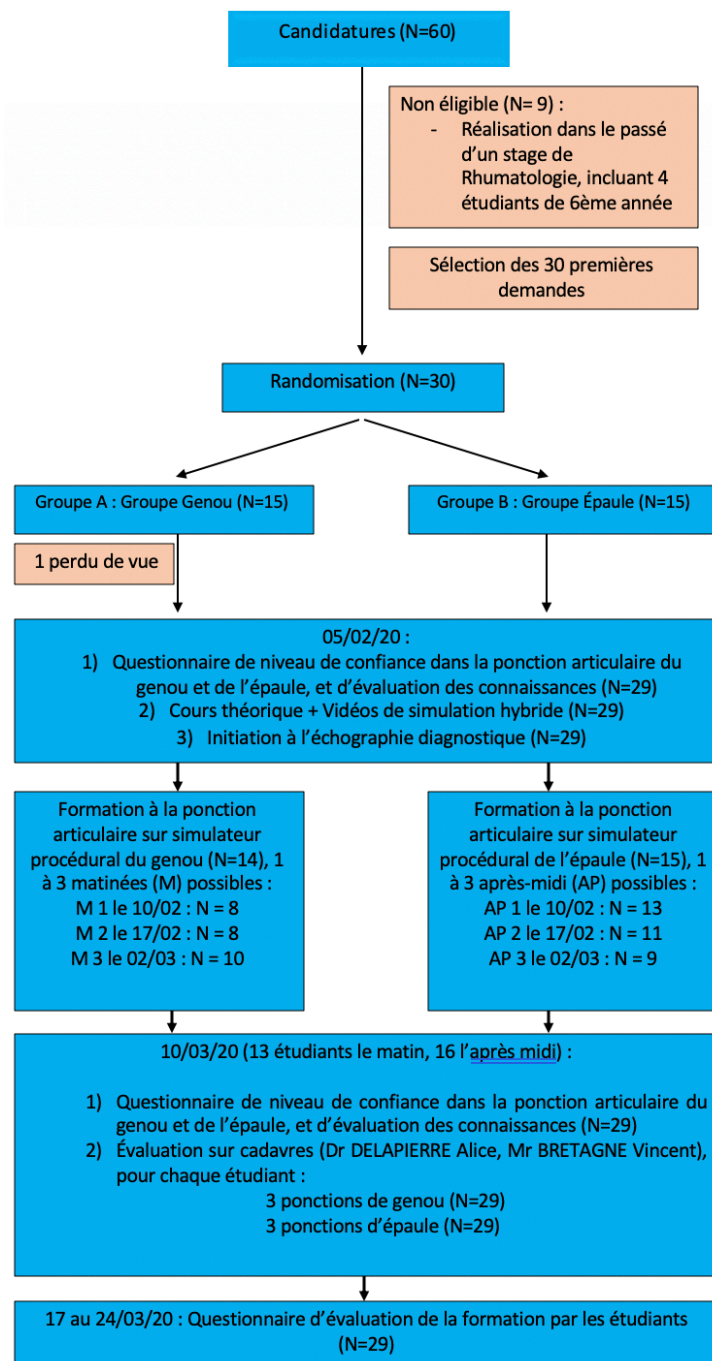 Candidatures (N=60)
Non éligible (N= 9) :
- Réalisation dans le passé
d'un stage de
Rhumatologie, incluant 4
étudiants de 6ème année
Sélection des 30 premières
demandes
Randomisation (N=30)
Groupe A : Groupe Genou (N=15)
Groupe B : Groupe Épaule (N=15)
1 perdu de vue
05/02/20 :
1) Questionnaire de niveau de confiance dans la ponction articulaire du
genou et de l'épaule, et d'évaluation des connaissances (N=29)
2) Cours théorique + Vidéos de simulation hybride (N=29)
3) Initiation à l'échographie diagnostique (N=29)
Formation à la ponction
articulaire sur simulateur
procédural du genou (N=14), 1
à 3 matinées (M) possibles :
M 1 le 10/02 : N = 8
M 2 le 17/02 : N = 8
M 3 le 02/03 : N = 10
Formation à la ponction
articulaire sur simulateur
procédural de l'épaule (N=15), 1
à 3 après-midi (AP) possibles :
AP 1 le 10/02 : N = 13
AP 2 le 17/02 : N = 11
AP 3 le 02/03 : N = 9
10/03/20 (13 étudiants le matin, 16 l'après midi) :
1) Questionnaire de niveau de confiance dans la ponction articulaire du
genou et de l'épaule, et d'évaluation des connaissances (N=29)
2) Évaluation sur cadavres (Dr DELAPIERRE Alice, Mr BRETAGNE Vincent),
pour chaque étudiant :
3 ponctions de genou (N=29)
3 ponctions d'épaule (N=29)
17 au 24/03/20 : Questionnaire d'évaluation de la formation par les étudiants
(N=29)